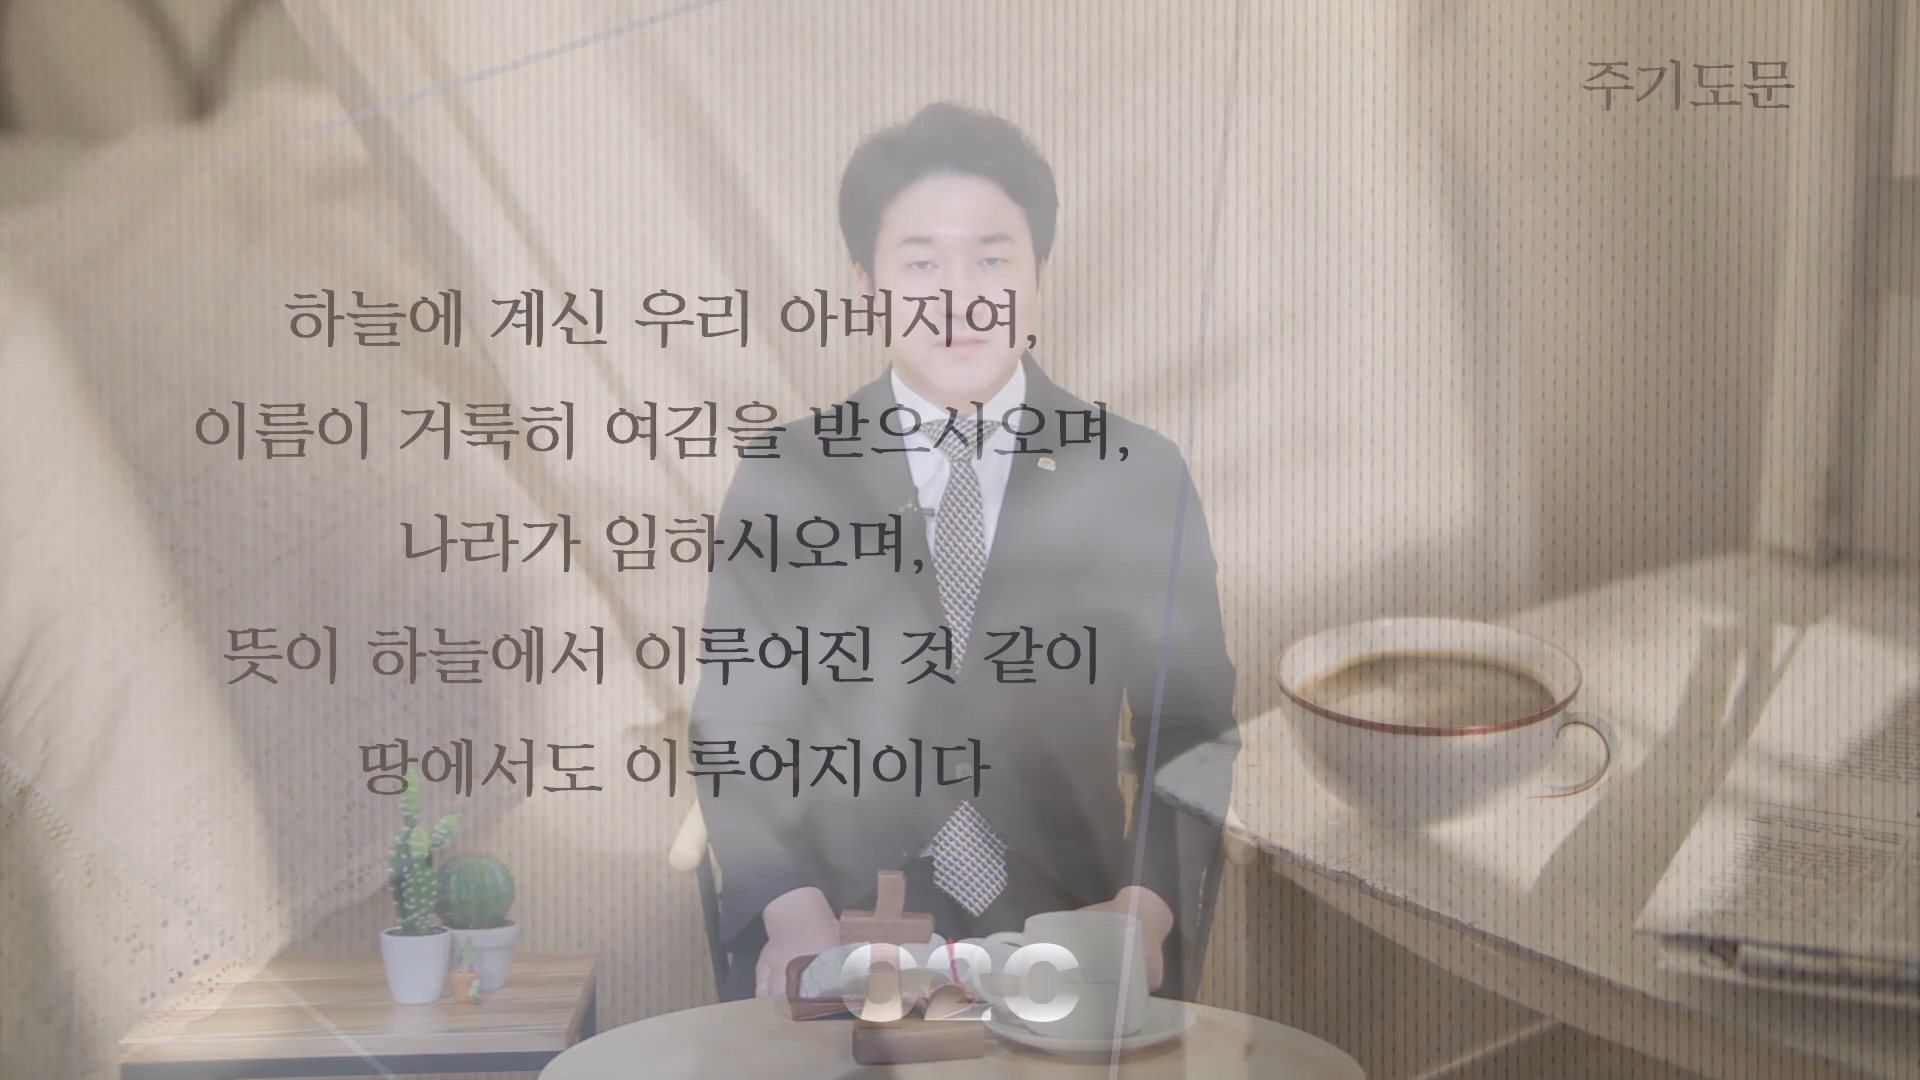 주기도문
하늘에 계신 우리 아버지여,
이름이 거룩히 여김을 받으시오며,
나라가 임하시오며,
뜻이 하늘에서 이루어진 것 같이
땅에서도 이루어지이다
C2C